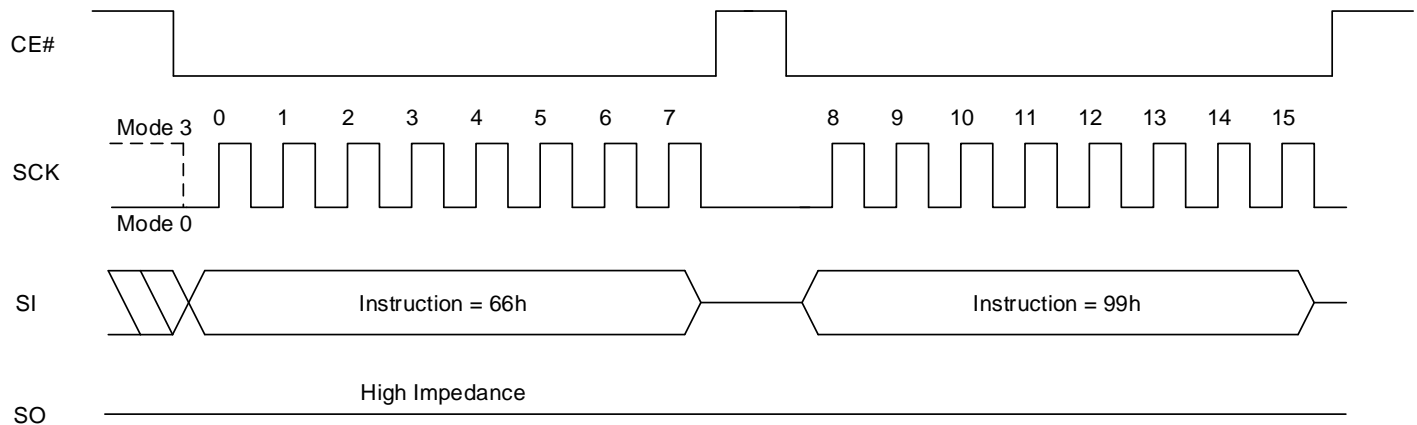 CE#
Mode 3
0 1 2 3 4 5 6 7 8 9 10 11 12 13 14 15
SCK
Mode 0
SI
Instruction = 66h
Instruction = 99h
High Impedance
SO